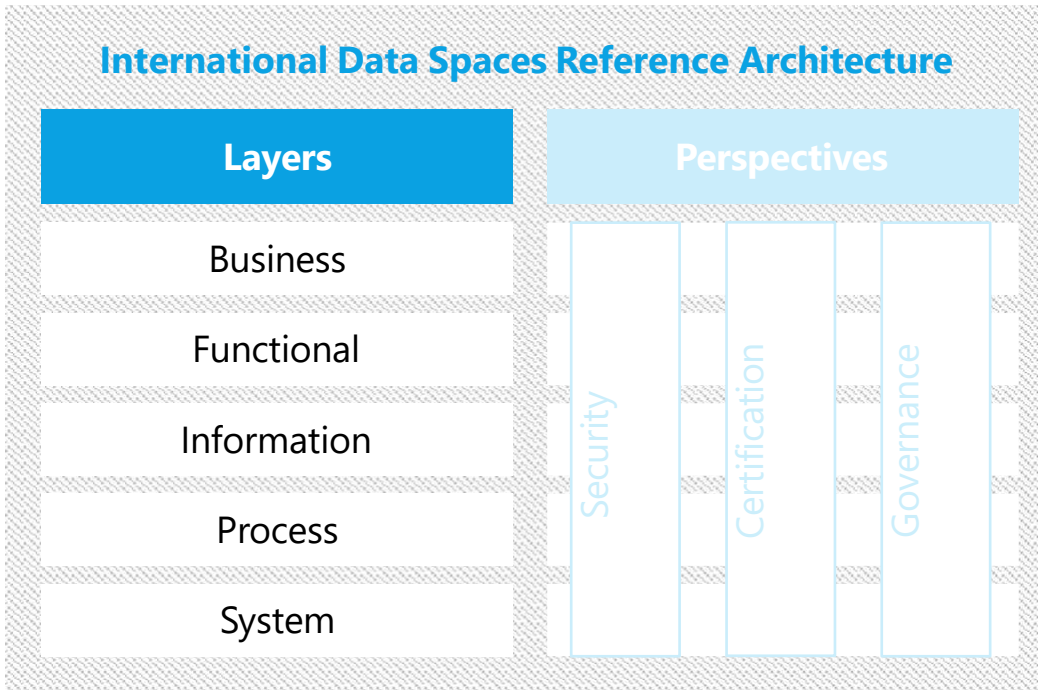 International Data Spaces Reference Architecture
Layers
Perspectives
Business
Functional
Information
Process
System
Security
Certification
Governance